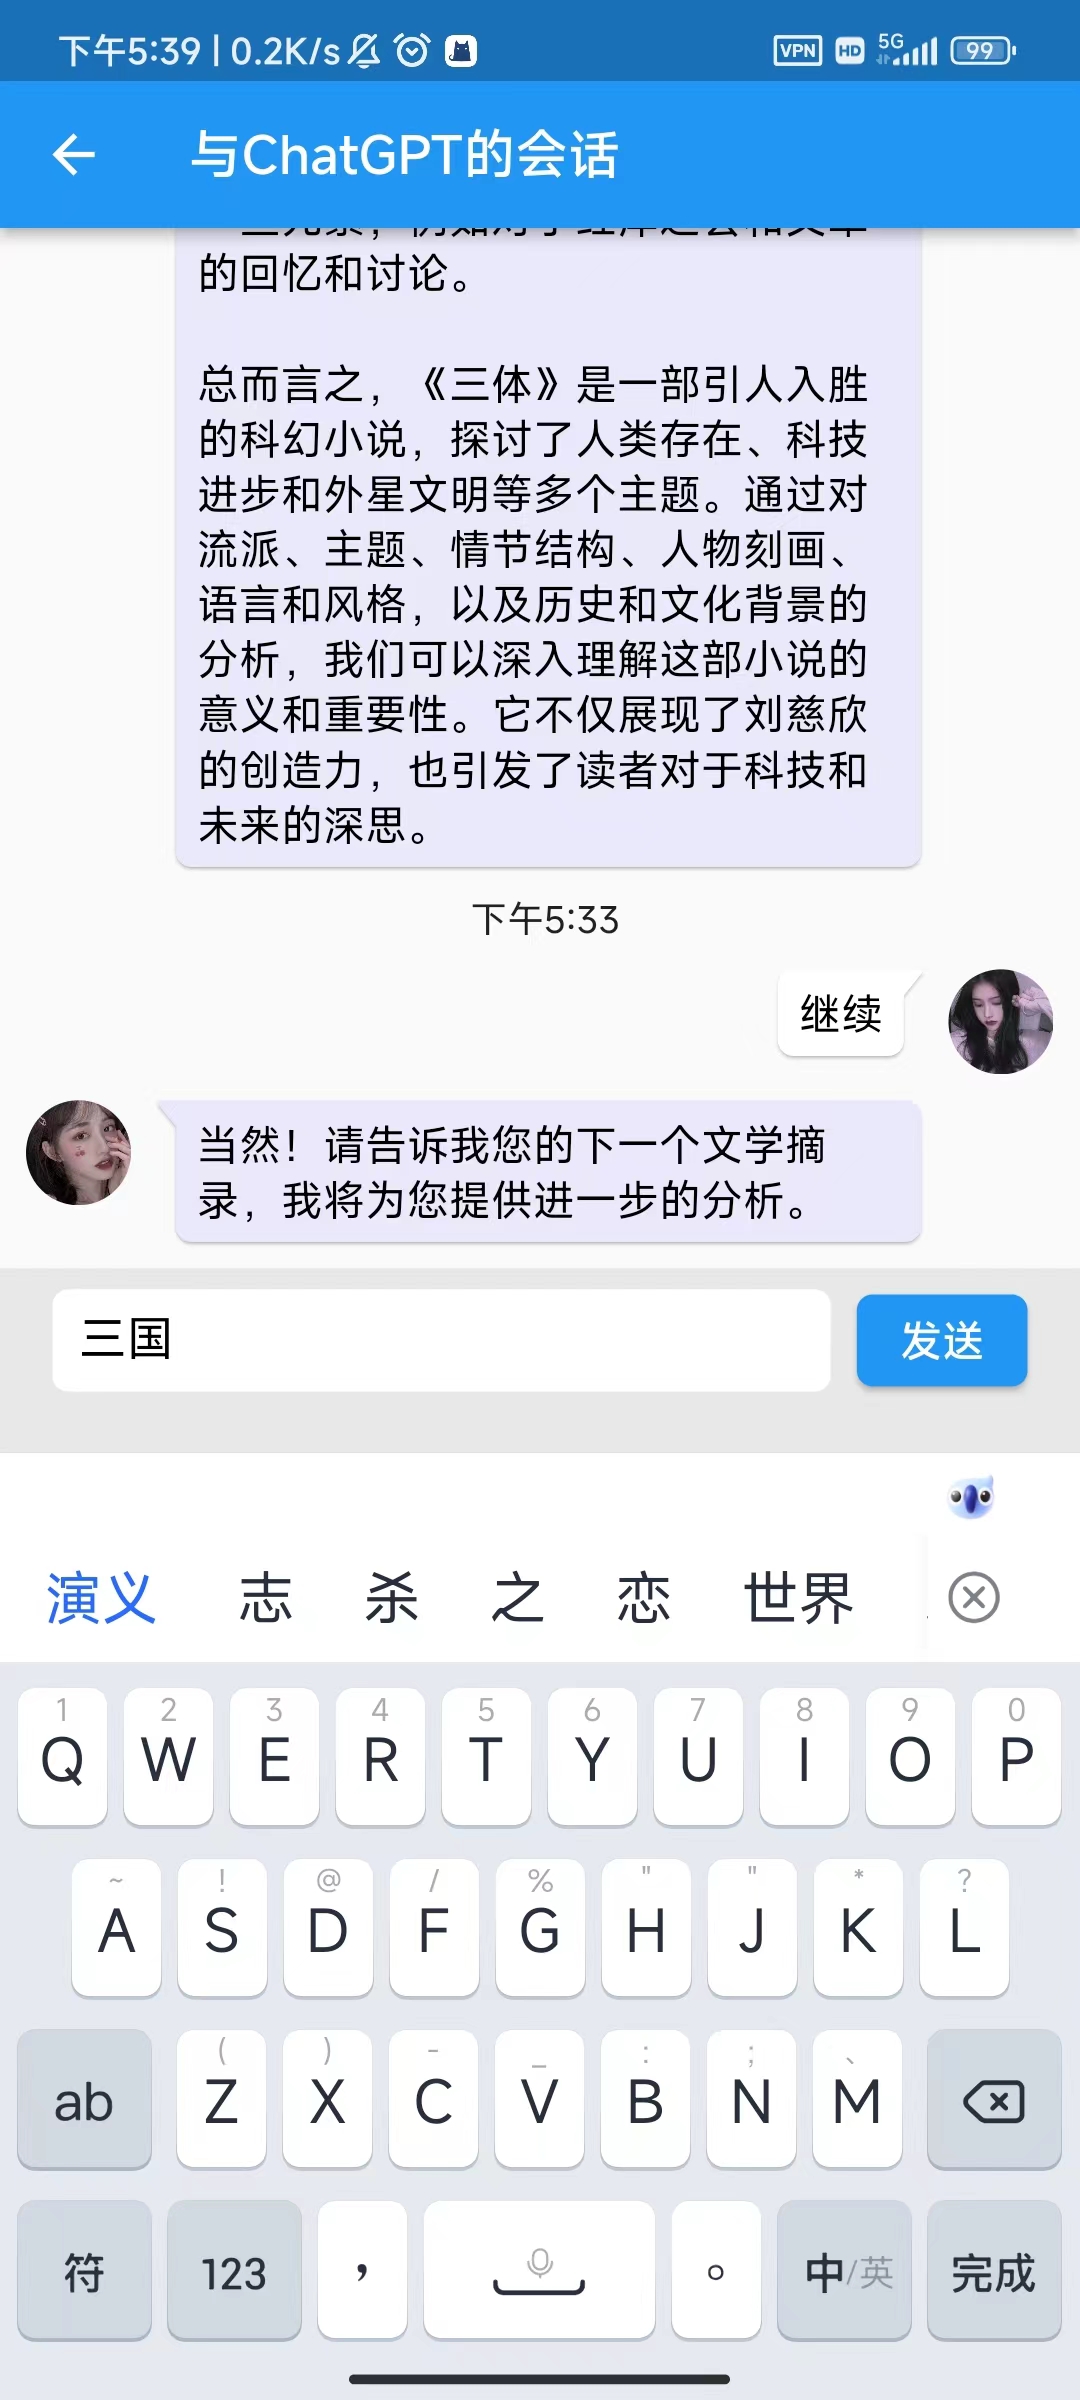 下午5:39 | 0.2K/s
VPN HD 5G 99
与ChatGPT的会话
的回忆和讨论。
总而言之，《三体》是一部引人入胜
的科幻小说，探讨了人类存在、科技
进步和外星文明等多个主题。通过对
流派、主题、情节结构、人物刻画、
语言和风格，以及历史和文化背景的
分析，我们可以深入理解这部小说的
意义和重要性。它不仅展现了刘慈欣
的创造力，也引发了读者对于科技和
未来的深思。
下午5:33
继续
当然！请告诉我您的下一个文学摘
录，我将为您提供进一步的分析。
三国
发送
演义 志 杀 之 恋 世界
1 2 3 4 5 6 7 8 9 0
Q W E R T Y U I O P
~ ! @ / % " " * ?
A S D F G H J K L
( ) - _ : ; 、
ab Z X C V B N M
符 123 ， 。 中/英 完成